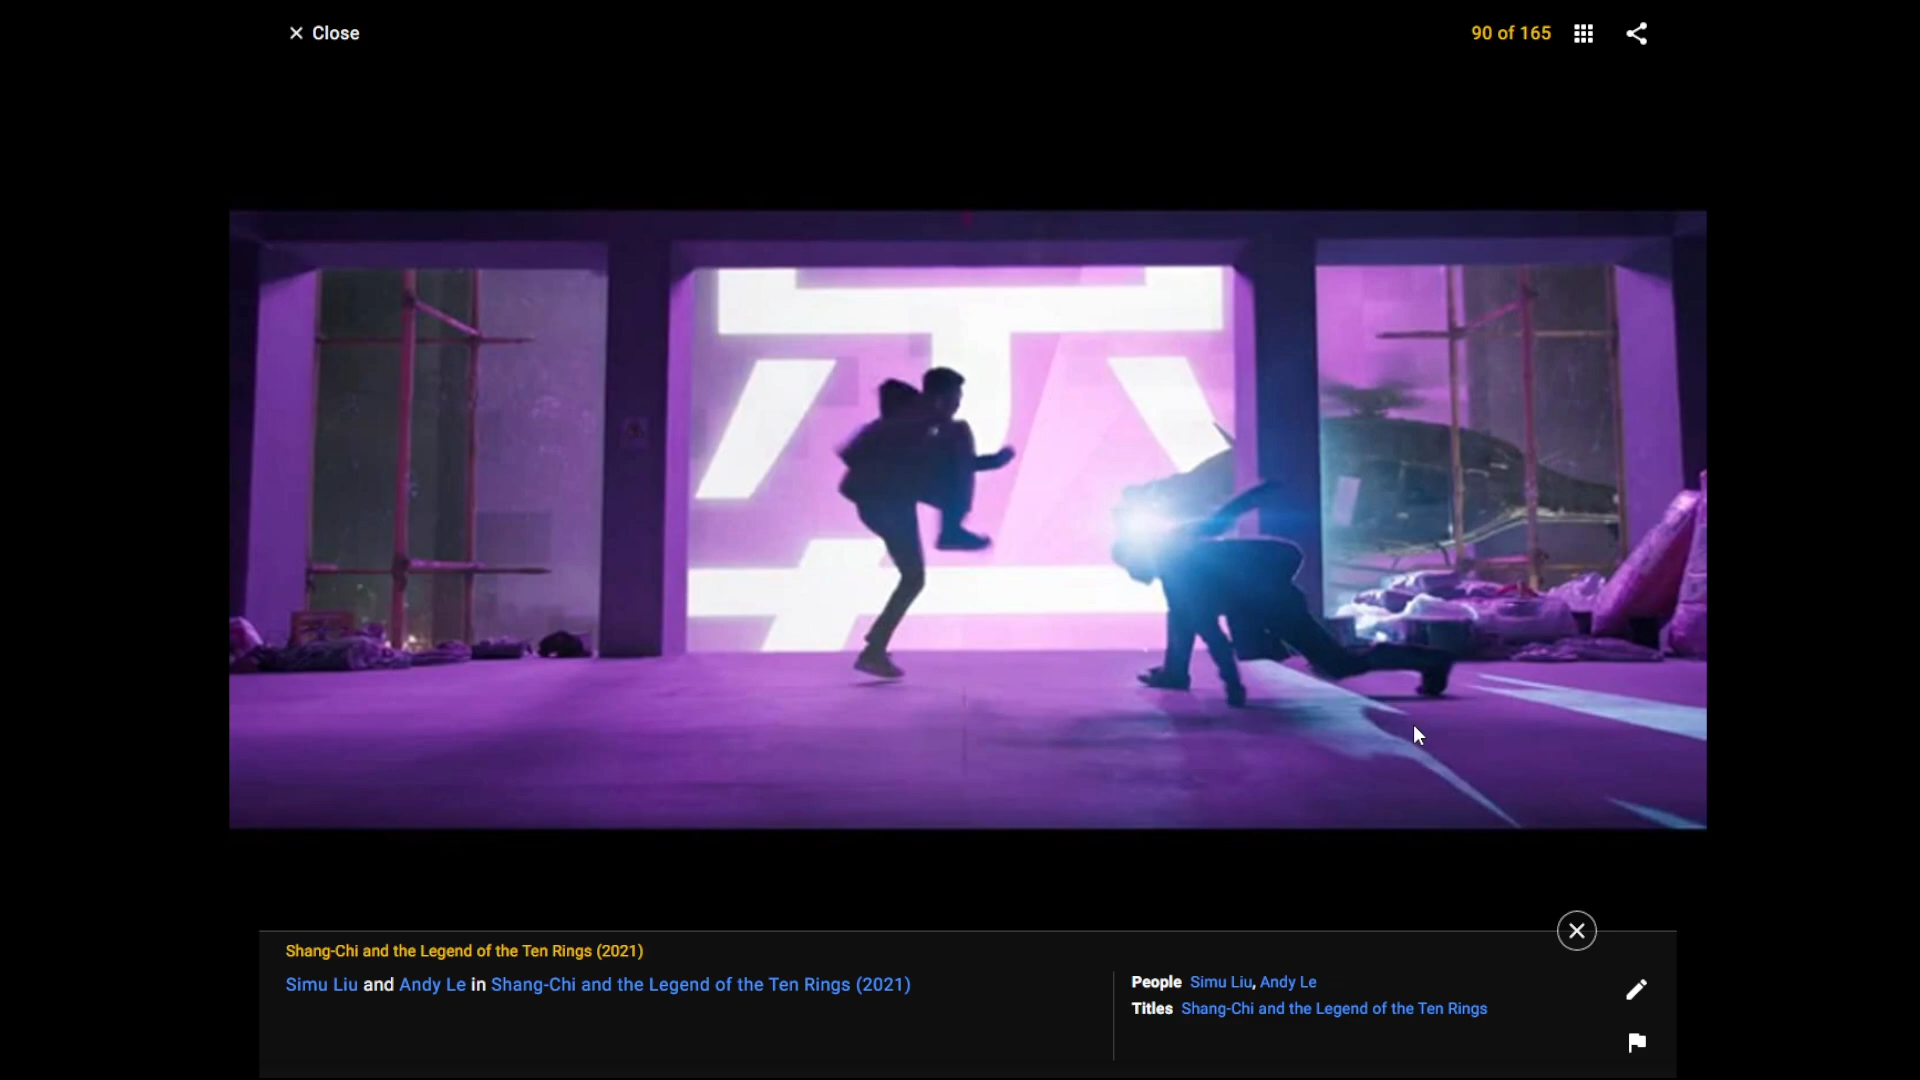 Close
90 of 165
Shang-Chi and the Legend of the Ten Rings (2021)
Simu Liu and Andy Le in Shang-Chi and the Legend of the Ten Rings (2021)
People Simu Liu, Andy Le
Titles Shang-Chi and the Legend of the Ten Rings